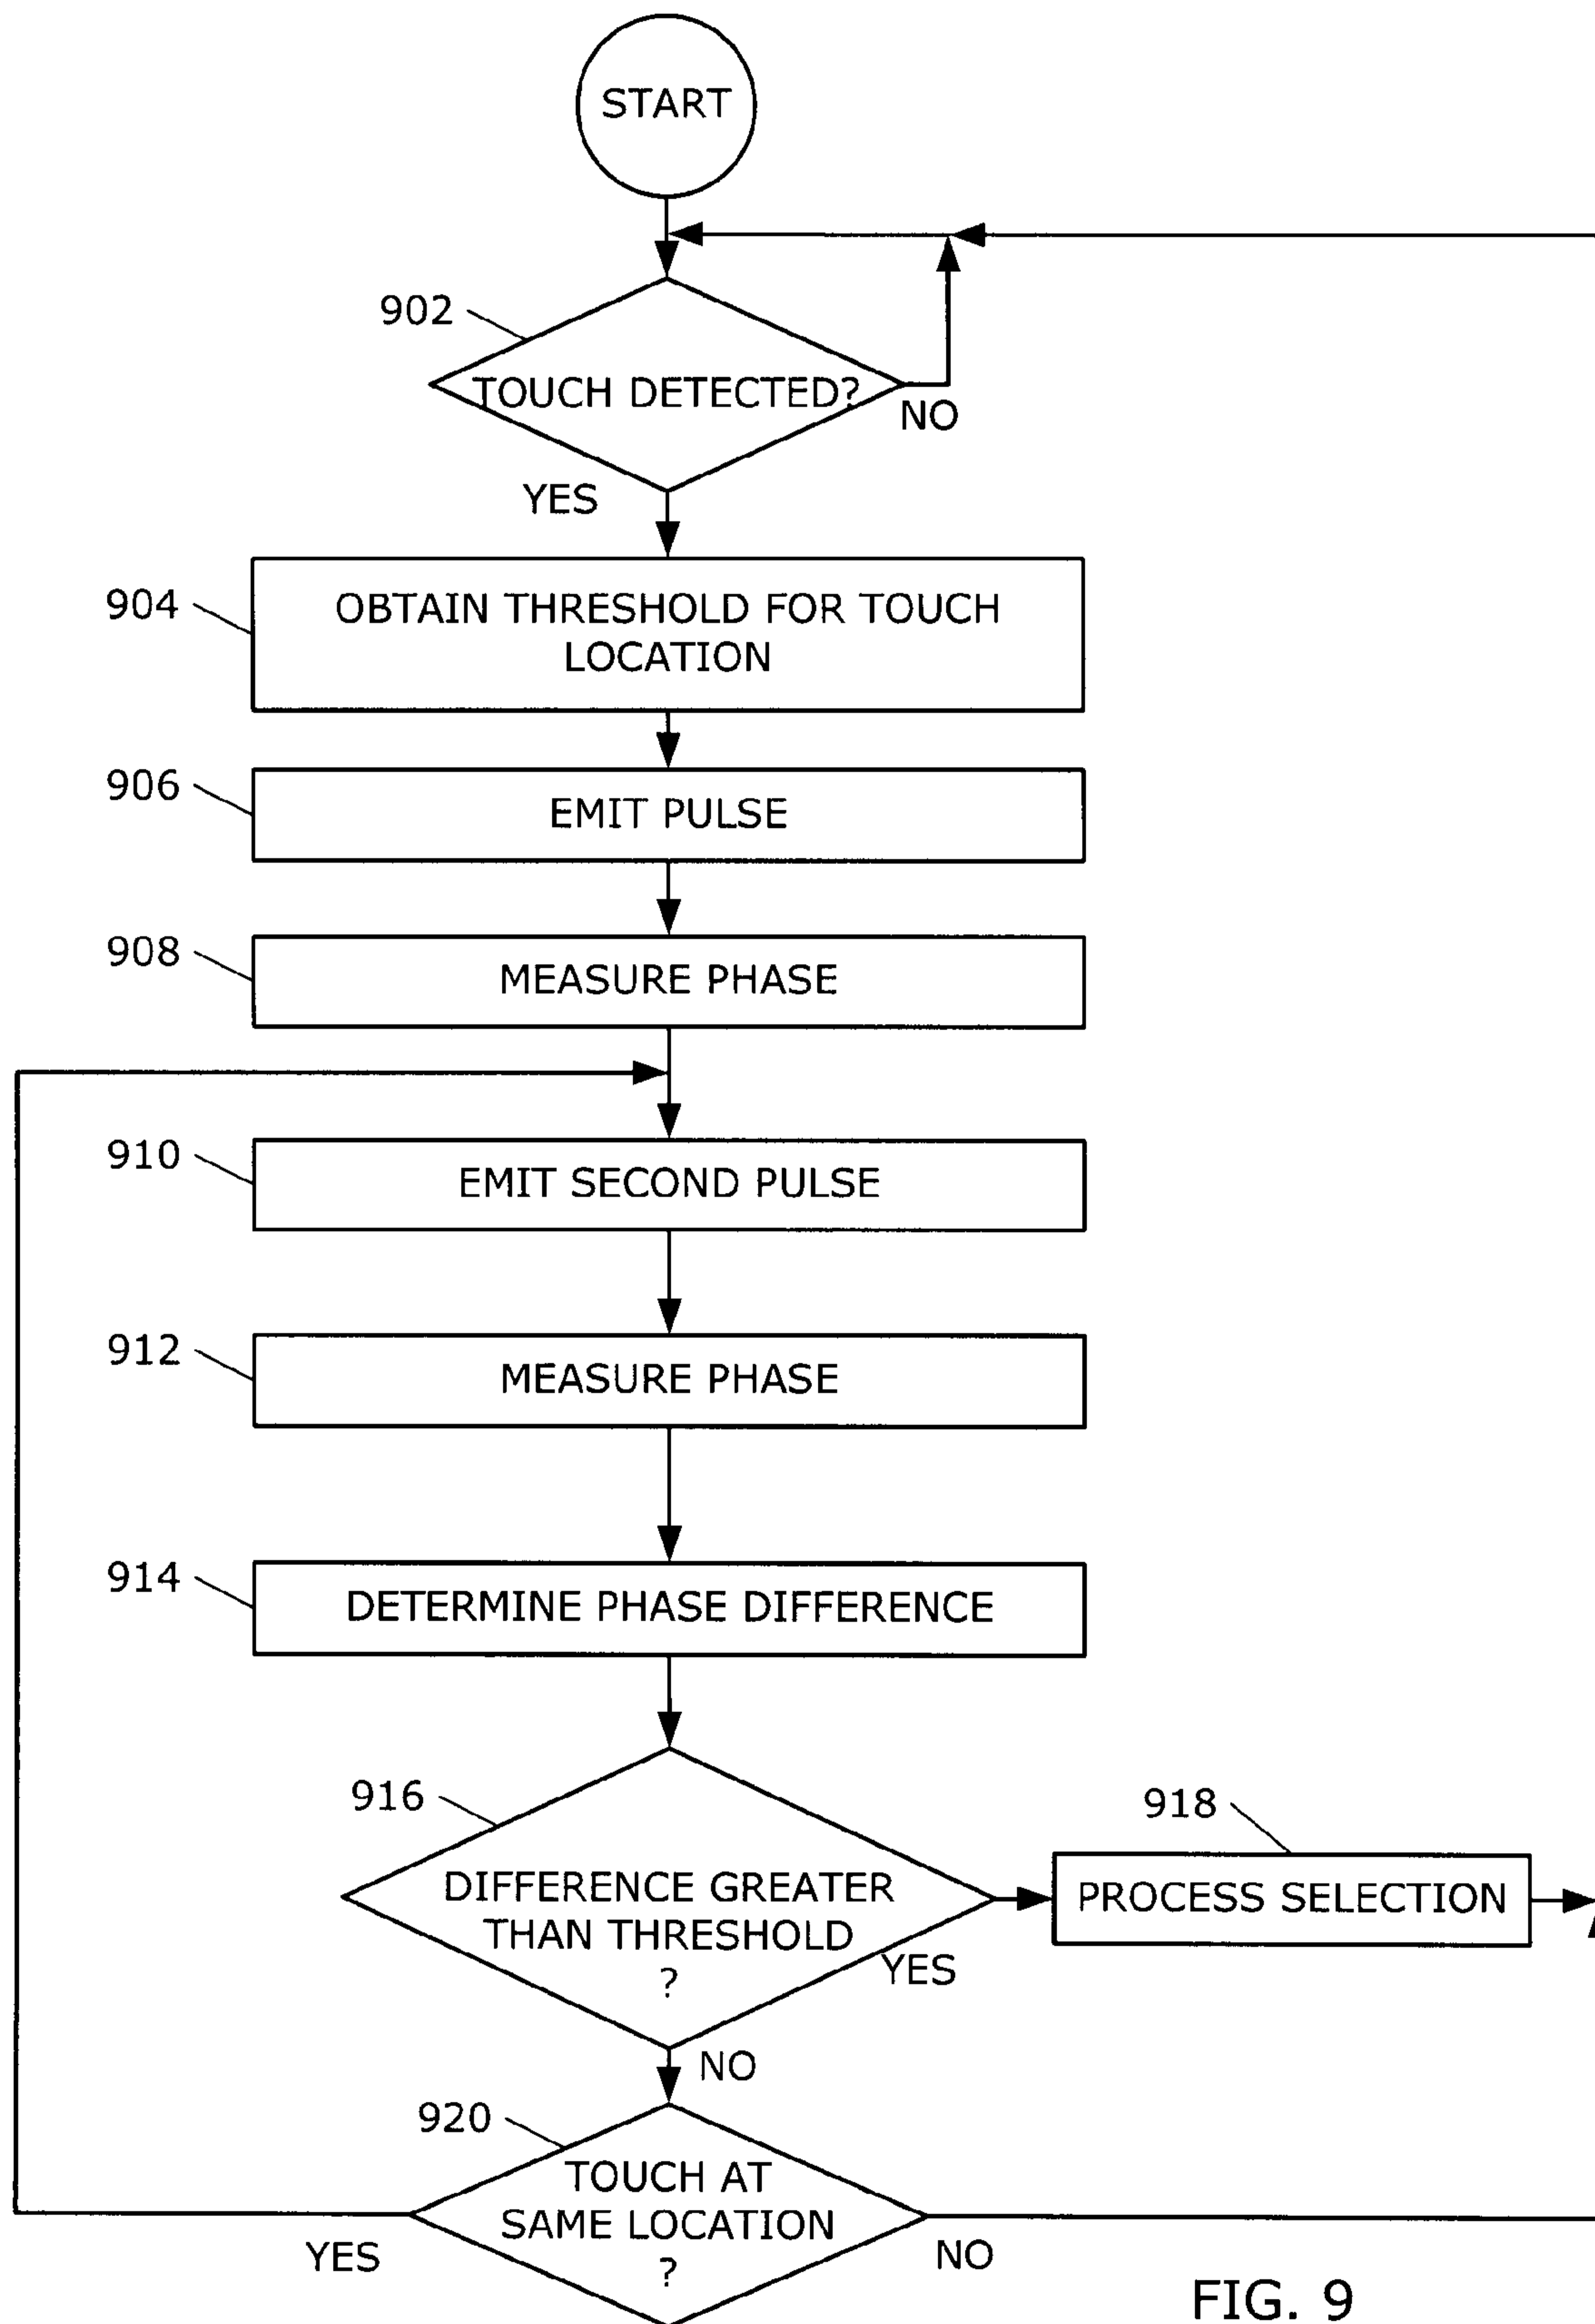 START
902
TOUCH DETECTED?
NO
YES
904
OBTAIN THRESHOLD FOR TOUCH
LOCATION
906
EMIT PULSE
908
MEASURE PHASE
910
EMIT SECOND PULSE
912
MEASURE PHASE
914
DETERMINE PHASE DIFFERENCE
916
DIFFERENCE GREATER
THAN THRESHOLD
?
YES
918
PROCESS SELECTION
NO
920
TOUCH AT
SAME LOCATION
?
YES
NO
FIG. 9